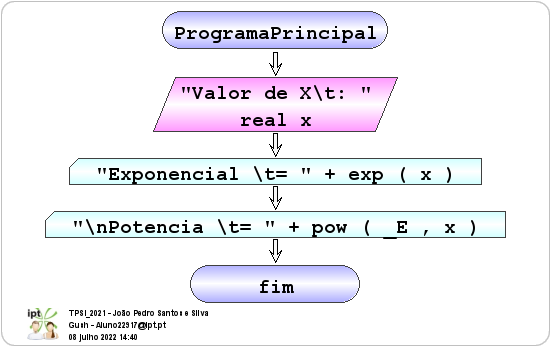 ProgramaPrincipal
"Valor de X\t: "
real x
"Exponencial \t= " + exp ( x )
"\nPotencia \t= " + pow ( _E , x )
fim
ipt
TPSI_2021 - João Pedro Santos e Silva
Gush - Aluno22917@ipt.pt
08 julho 2022 14:40